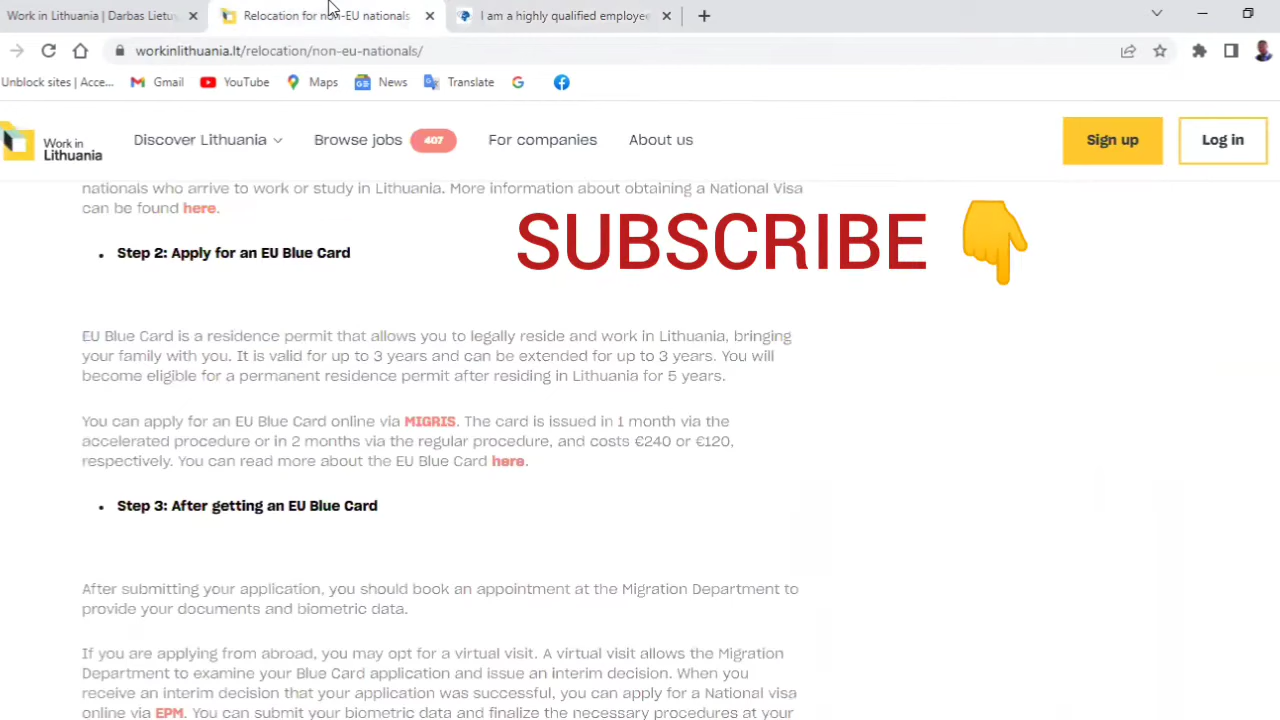 Work in Lithuania | Darbas Lietuv
Relocation for non-EU nationals
I am a highly qualified employee
workinlithuania.lt/relocation/non-eu-nationals/
Unblock sites | Acce...
Gmail
YouTube
Maps
News
Translate
Work in
Lithuania
Discover Lithuania
Browse jobs
407
For companies
About us
Sign up
Log in
nationals who arrive to work or study in Lithuania. More information about obtaining a National Visa
can be found here.
SUBSCRIBE
• Step 2: Apply for an EU Blue Card
EU Blue Card is a residence permit that allows you to legally reside and work in Lithuania, bringing
your family with you. It is valid for up to 3 years and can be extended for up to 3 years. You will
become eligible for a permanent residence permit after residing in Lithuania for 5 years.
You can apply for an EU Blue Card online via MIGRIS. The card is issued in 1 month via the
accelerated procedure or in 2 months via the regular procedure, and costs €240 or €120,
respectively. You can read more about the EU Blue Card here.
• Step 3: After getting an EU Blue Card
After submitting your application, you should book an appointment at the Migration Department to
provide your documents and biometric data.
If you are applying from abroad, you may opt for a virtual visit. A virtual visit allows the Migration
Department to examine your Blue Card application and issue an interim decision. When you
receive an interim decision that your application was successful, you can apply for a National visa
online via EPM. You can submit your biometric data and finalize the necessary procedures at your